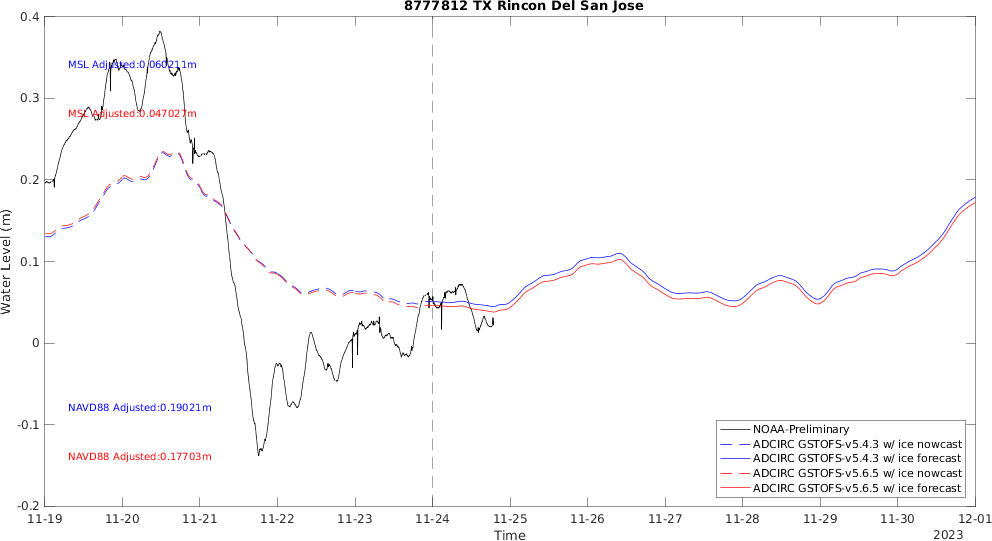 8777812 TX Rincon Del San Jose
Water Level (m)
0.4
0.3
0.2
0.1
0
-0.1
-0.2
MSL Adjusted:0.060211m
MSL Adjusted:0.047027m
NAVD88 Adjusted:0.19021m
NAVD88 Adjusted:0.17703m
NOAA-Preliminary
ADCIRC GSTOFS-v5.4.3 w/ ice nowcast
ADCIRC GSTOFS-v5.4.3 w/ ice forecast
ADCIRC GSTOFS-v5.6.5 w/ ice nowcast
ADCIRC GSTOFS-v5.6.5 w/ ice forecast
11-19 11-20 11-21 11-22 11-23 11-24 11-25 11-26 11-27 11-28 11-29 11-30 12-01
Time
2023